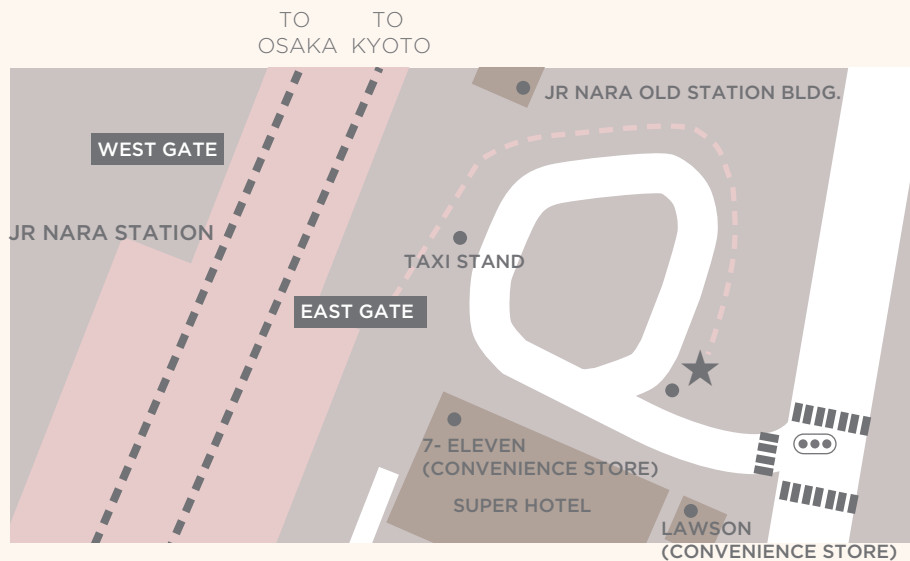 TO
OSAKA
TO
KYOTO
JR NARA OLD STATION BLDG.
WEST GATE
JR NARA STATION
TAXI STAND
EAST GATE
7- ELEVEN
(CONVENIENCE STORE)
SUPER HOTEL
LAWSON
(CONVENIENCE STORE)